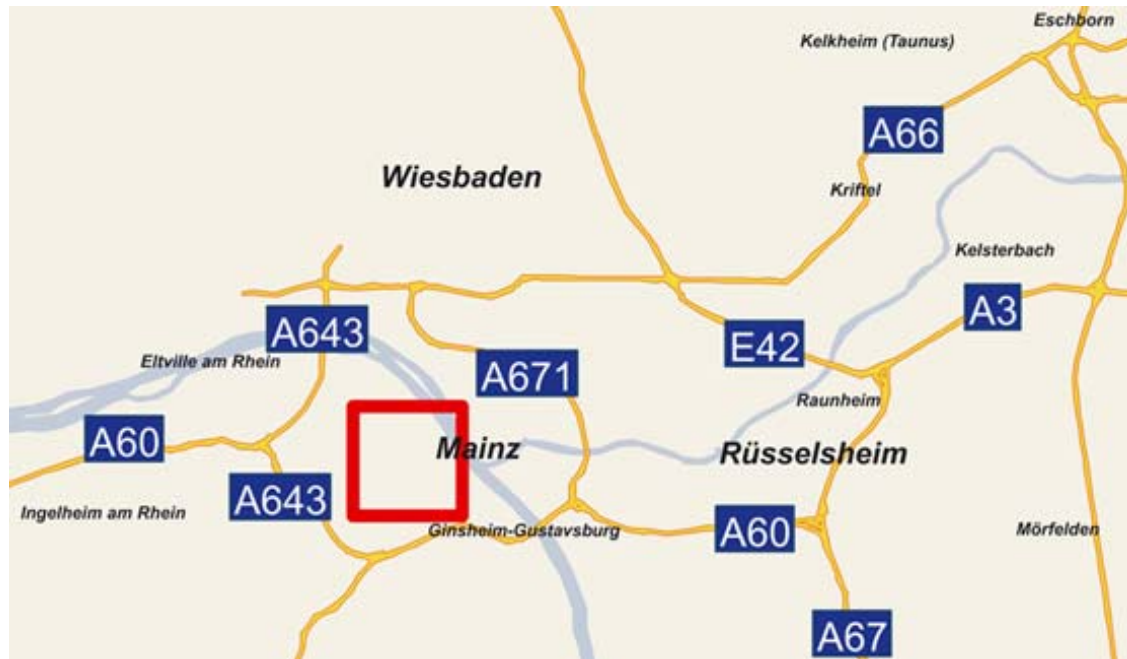 Eschborn
Kelkheim (Taunus)
A66
Wiesbaden
Kriftel
Kelsterbach
A3
A643
E42
Eltville am Rhein
A671
Raunheim
A60
Mainz
Rüsselsheim
A643
Ingelheim am Rhein
Ginsheim-Gustavsburg
A60
Mörfelden
A67